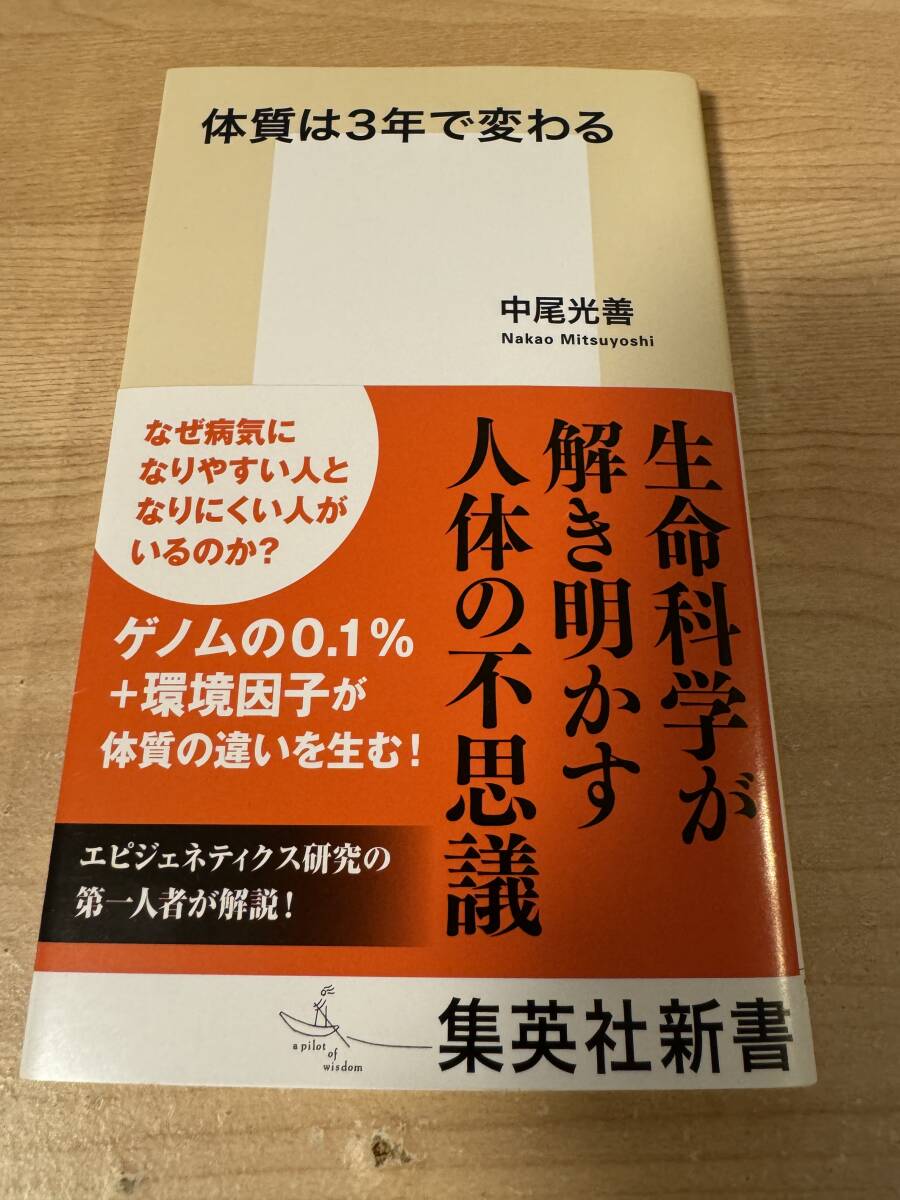 体質は3年で変わる
中尾光善
Nakao Mitsuyoshi
生命科学が
解き明かす
人体の不思議
なぜ病気に
なりやすい人と
なりにくい人が
いるのか?
ゲノムの0.1%
+環境因子が
体質の違いを生む!
エピジェネティクス研究の
第一人者が解説!
a pilot
of
wisdom
集英社新書